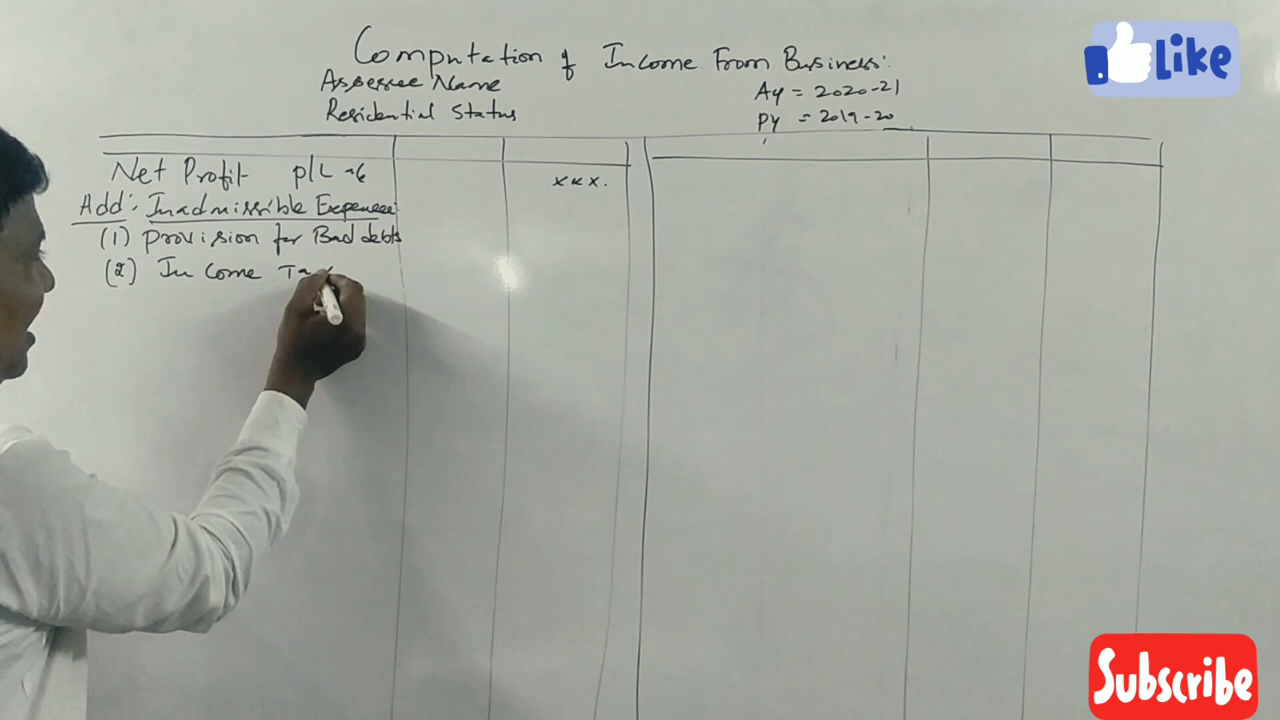 Computation of Income From Business:
Assessee Name
Residential Status
AY = 2020-21
PY = 2019-20
Net Profit P/L
xxx.
Add: Inadmissible Expenses:
(1) Provision for Bad debts
(2) Income Tax
Like
Subscribe